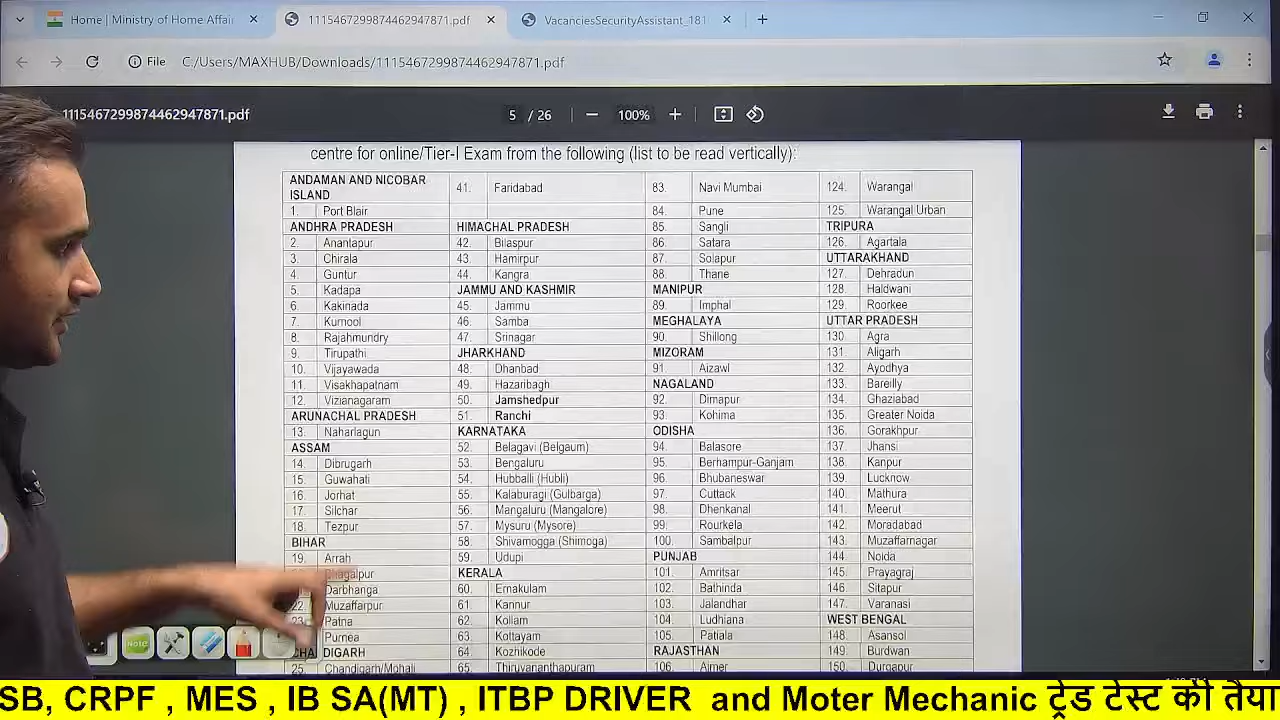 Home | Ministry of Home Affai
1115467299874462947871.pdf
VacanciesSecurityAssistant_181
File
C:/Users/MAXHUB/Downloads/1115467299874462947871.pdf
1115467299874462947871.pdf
5 / 26
100%
centre for online/Tier-I Exam from the following (list to be read vertically):
ANDAMAN AND NICOBAR ISLAND
1. Port Blair
ANDHRA PRADESH
2. Anantapur
3. Chirala
4. Guntur
5. Kadapa
6. Kakinada
7. Kurnool
8. Rajahmundry
9. Tirupathi
10. Vijayawada
11. Visakhapatnam
12. Vizianagaram
ARUNACHAL PRADESH
13. Naharlagun
ASSAM
14. Dibrugarh
15. Guwahati
16. Jorhat
17. Silchar
18. Tezpur
BIHAR
19. Arrah
Bhagalpur
Darbhanga
22. Muzaffarpur
23. Patna
Purnea
DIGARH
25. Chandigarh/Mohali
41. Faridabad
HIMACHAL PRADESH
42. Bilaspur
43. Hamirpur
44. Kangra
JAMMU AND KASHMIR
45. Jammu
46. Samba
47. Srinagar
JHARKHAND
48. Dhanbad
49. Hazaribagh
50. Jamshedpur
51. Ranchi
KARNATAKA
52. Belagavi (Belgaum)
53. Bengaluru
54. Hubballi (Hubli)
55. Kalaburagi (Gulbarga)
56. Mangaluru (Mangalore)
57. Mysuru (Mysore)
58. Shivamogga (Shimoga)
59. Udupi
KERALA
60. Ernakulam
61. Kannur
62. Kollam
63. Kottayam
64. Kozhikode
65. Thiruvananthapuram
83. Navi Mumbai
84. Pune
85. Sangli
86. Satara
87. Solapur
88. Thane
MANIPUR
89. Imphal
MEGHALAYA
90. Shillong
MIZORAM
91. Aizawl
NAGALAND
92. Dimapur
93. Kohima
ODISHA
94. Balasore
95. Berhampur-Ganjam
96. Bhubaneswar
97. Cuttack
98. Dhenkanal
99. Rourkela
100. Sambalpur
PUNJAB
101. Amritsar
102. Bathinda
103. Jalandhar
104. Ludhiana
105. Patiala
RAJASTHAN
106. Ajmer
124. Warangal
125. Warangal Urban
TRIPURA
126. Agartala
UTTARAKHAND
127. Dehradun
128. Haldwani
129. Roorkee
UTTAR PRADESH
130. Agra
131. Aligarh
132. Ayodhya
133. Bareilly
134. Ghaziabad
135. Greater Noida
136. Gorakhpur
137. Jhansi
138. Kanpur
139. Lucknow
140. Mathura
141. Meerut
142. Moradabad
143. Muzaffarnagar
144. Noida
145. Prayagraj
146. Sitapur
147. Varanasi
WEST BENGAL
148. Asansol
149. Burdwan
150. Durgapur
NOTE
SB, CRPF , MES , IB SA(MT) , ITBP DRIVER and Moter Mechanic ट्रेड टेस्ट की तैया